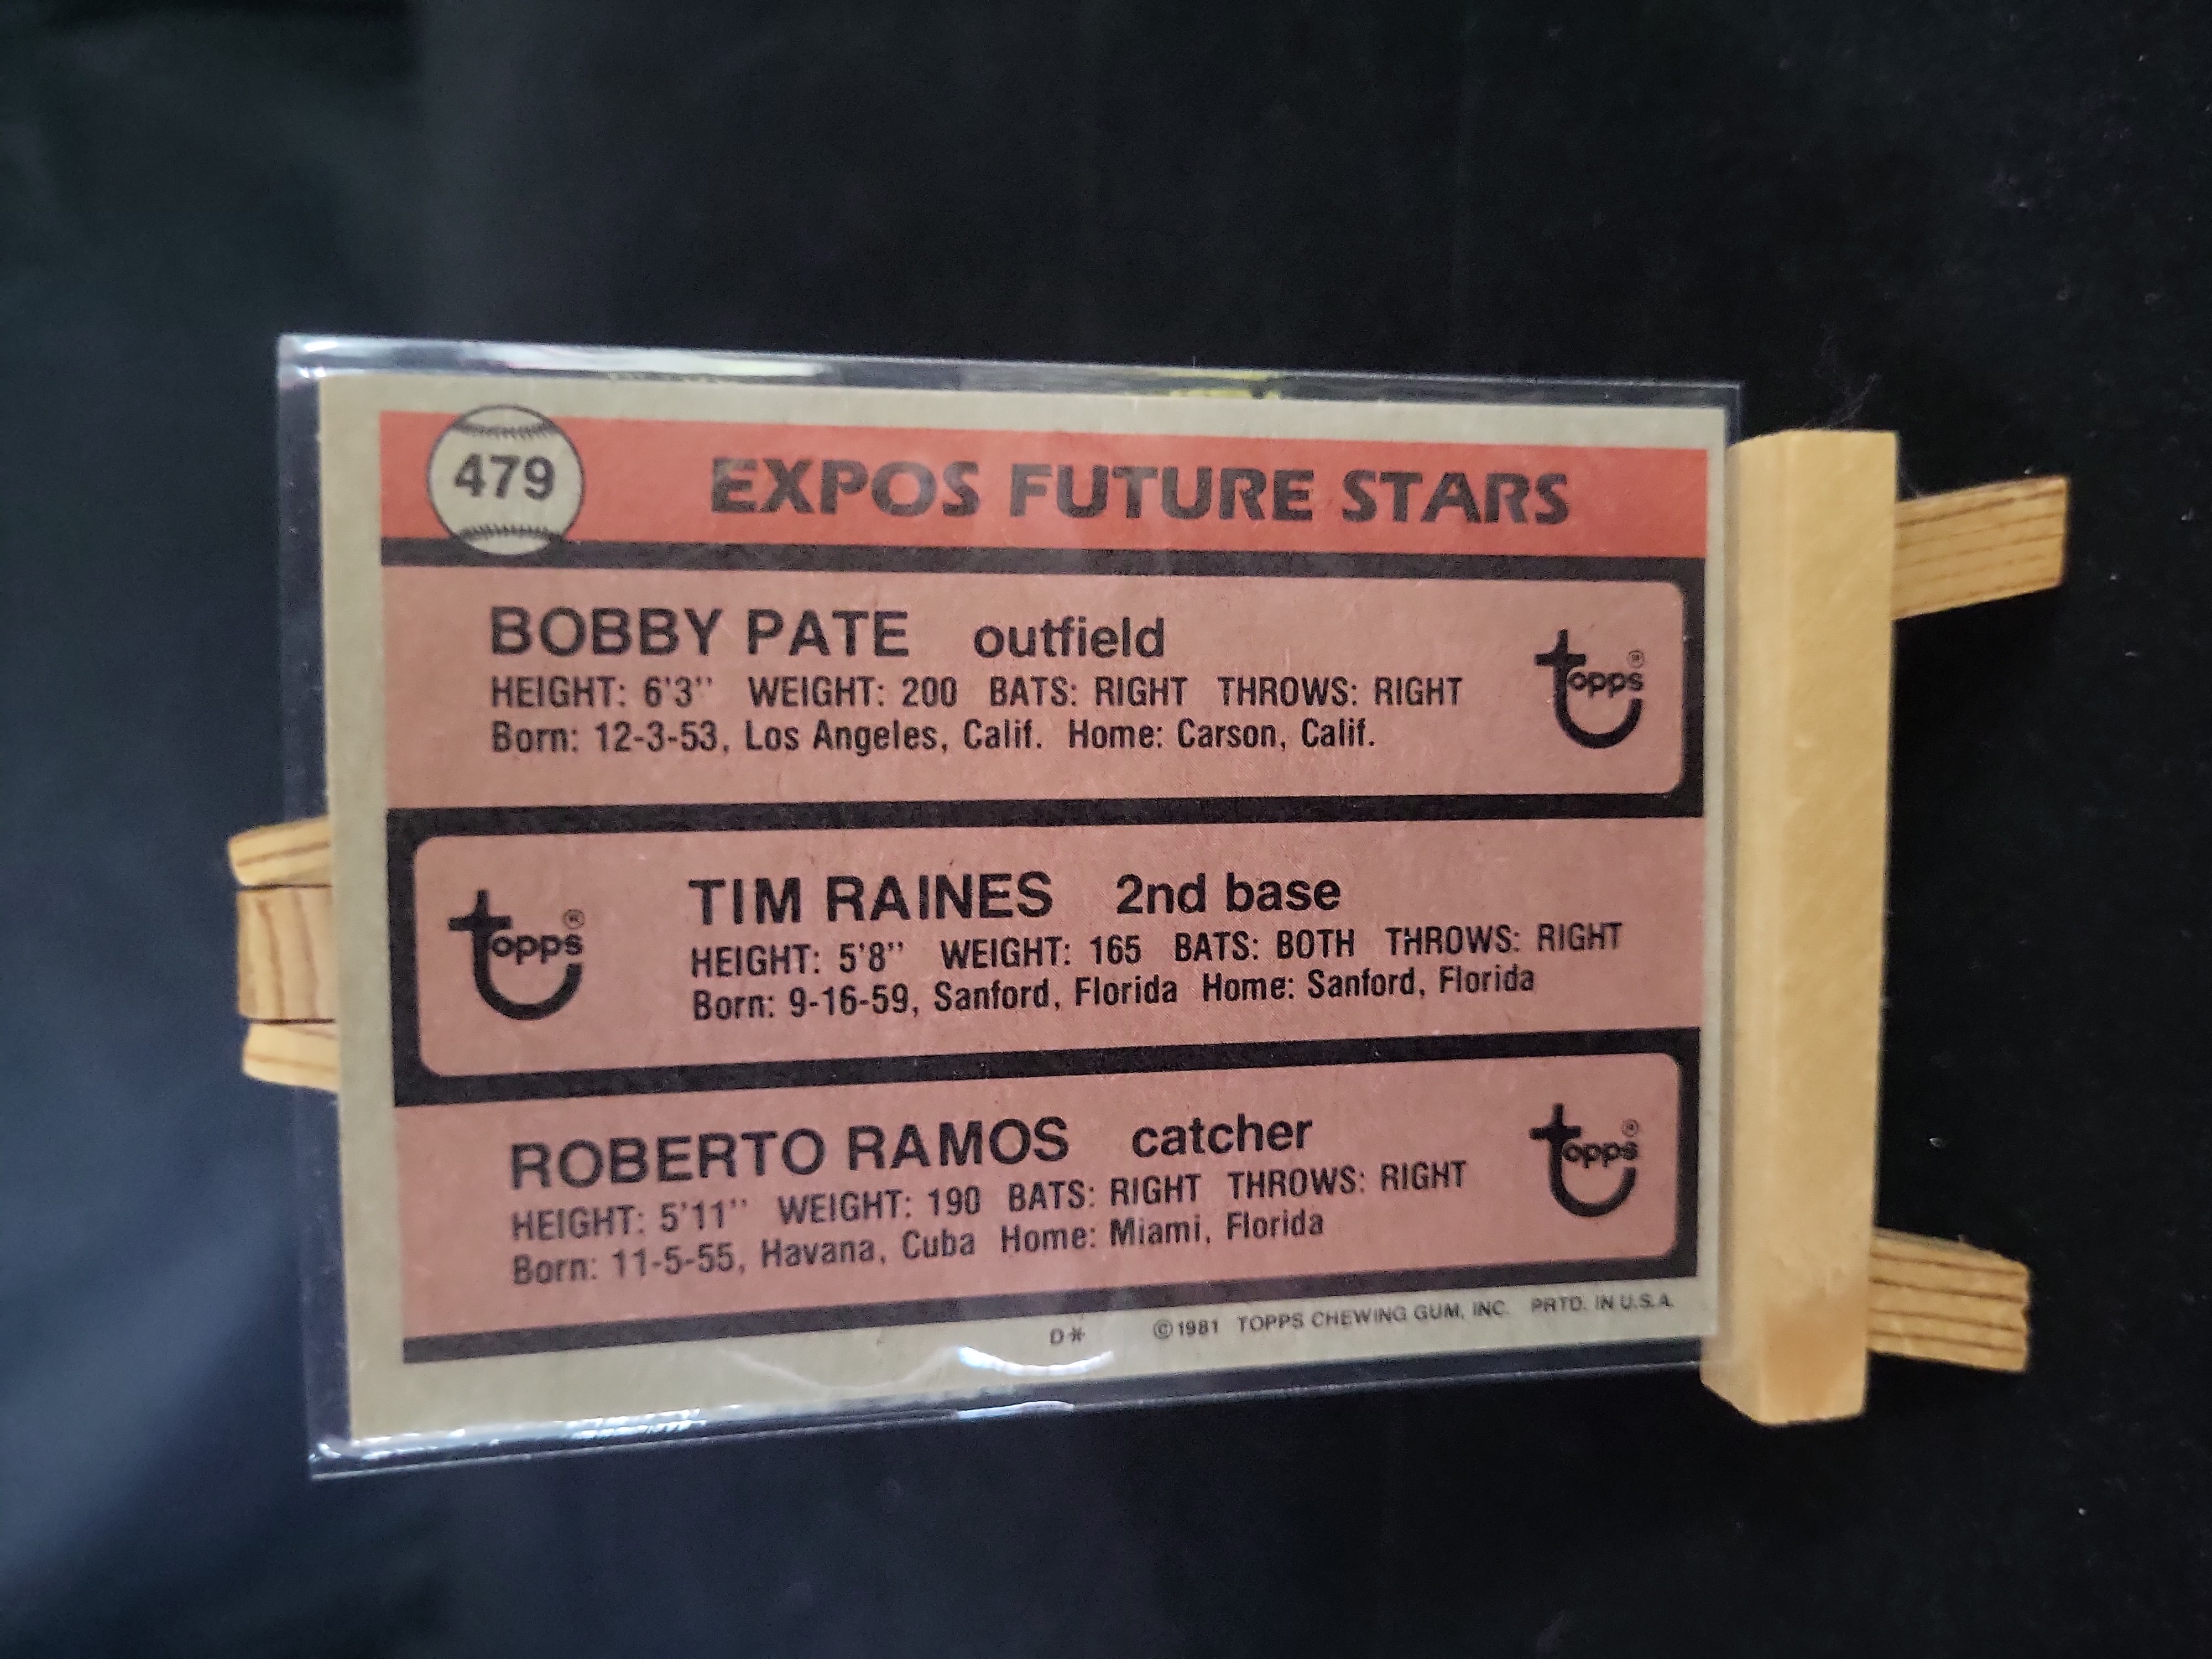 479
EXPOS FUTURE STARS
BOBBY PATE outfield
HEIGHT: 6'3" WEIGHT: 200 BATS: RIGHT THROWS: RIGHT
Born: 12-3-53, Los Angeles, Calif. Home: Carson, Calif.
topps®
topps®
TIM RAINES 2nd base
HEIGHT: 5'8" WEIGHT: 165 BATS: BOTH THROWS: RIGHT
Born: 9-16-59, Sanford, Florida Home: Sanford, Florida
ROBERTO RAMOS catcher
HEIGHT: 5'11" WEIGHT: 190 BATS: RIGHT THROWS: RIGHT
Born: 11-5-55, Havana, Cuba Home: Miami, Florida
topps®
D* ©1981 TOPPS CHEWING GUM, INC. PRTD. IN U.S.A.